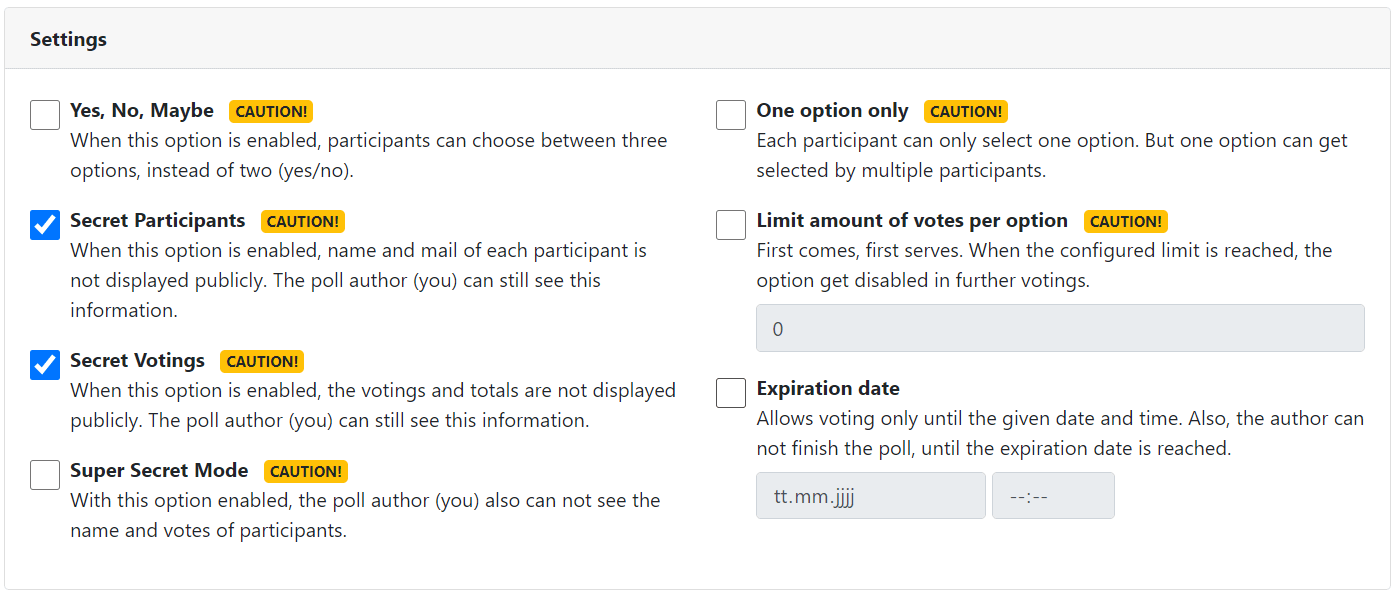 Settings
Yes, No, Maybe CAUTION!
When this option is enabled, participants can choose between three
options, instead of two (yes/no).
Secret Participants CAUTION!
When this option is enabled, name and mail of each participant is
not displayed publicly. The poll author (you) can still see this
information.
Secret Votings CAUTION!
When this option is enabled, the votings and totals are not displayed
publicly. The poll author (you) can still see this information.
Super Secret Mode CAUTION!
With this option enabled, the poll author (you) also can not see the
name and votes of participants.
One option only CAUTION!
Each participant can only select one option. But one option can get
selected by multiple participants.
Limit amount of votes per option CAUTION!
First comes, first serves. When the configured limit is reached, the
option get disabled in further votings.
0
Expiration date
Allows voting only until the given date and time. Also, the author can
not finish the poll, until the expiration date is reached.
tt.mm.jjjj --:--